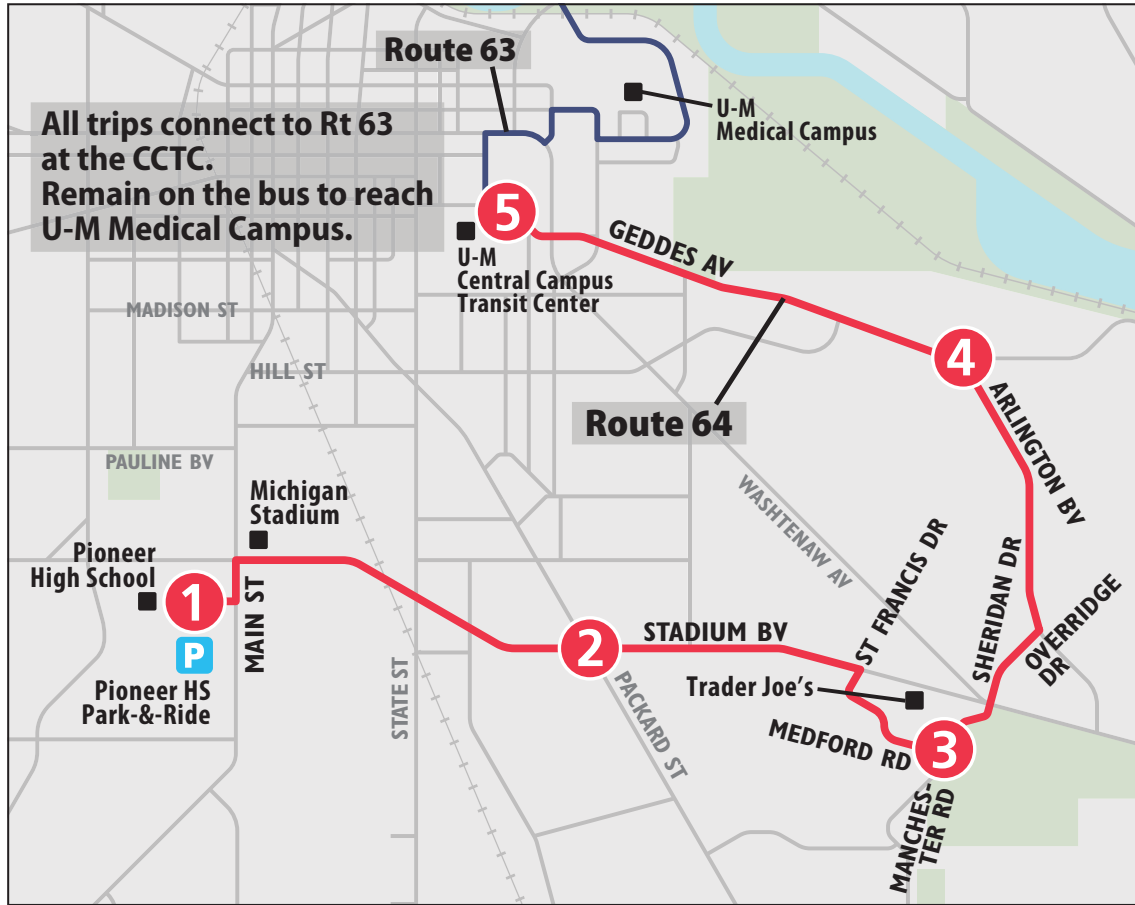 Route 63
All trips connect to Rt 63
at the CCTC.
Remain on the bus to reach
U-M Medical Campus.
U-M
Medical Campus
5
U-M
Central Campus
Transit Center
GEDDES AV
MADISON ST
HILL ST
4
Route 64
ARLINGTON BV
PAULINE BV
Michigan
Stadium
WASHTENAW AV
Pioneer
High School
1
MAIN ST
P
Pioneer HS
Park-&-Ride
STATE ST
2
STADIUM BV
PACKARD ST
ST FRANCIS DR
SHERIDAN DR
OVERRIDGE
DR
Trader Joe's
MEDFORD RD
3
MANCHES-
TER RD